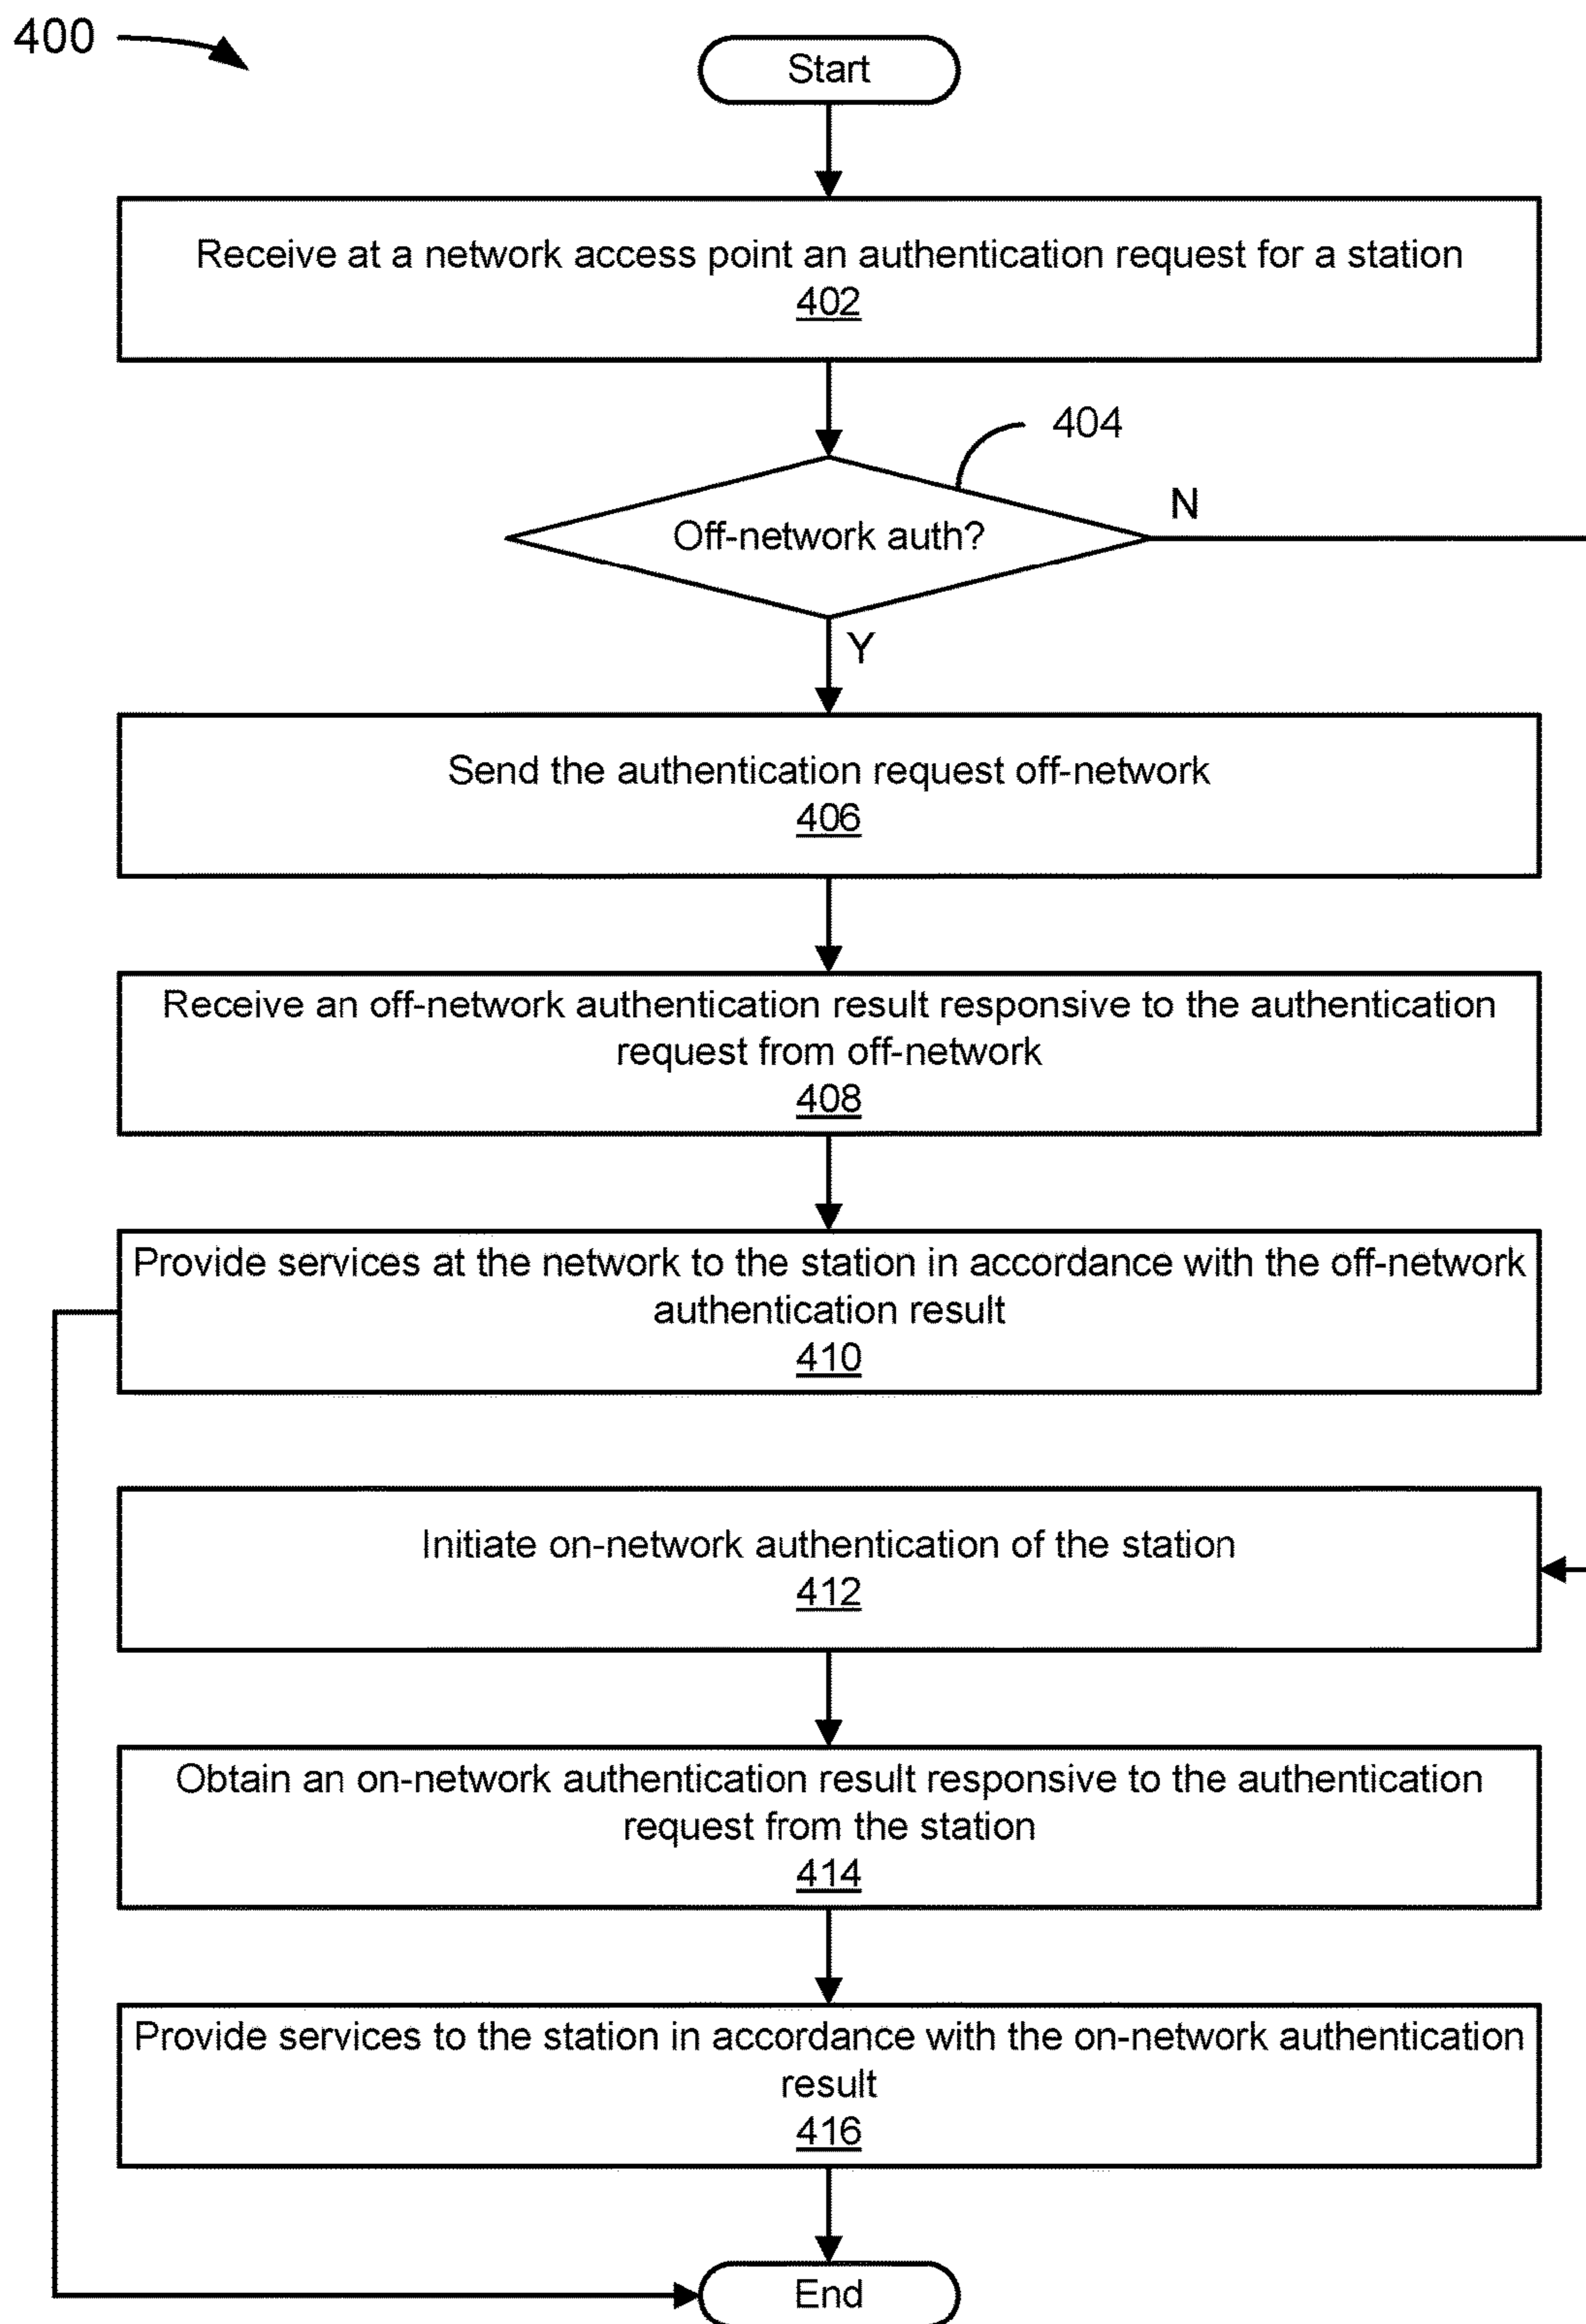 400
Start
Receive at a network access point an authentication request for a station
402
404
Off-network auth?
N
Y
Send the authentication request off-network
406
Receive an off-network authentication result responsive to the authentication
request from off-network
408
Provide services at the network to the station in accordance with the off-network
authentication result
410
Initiate on-network authentication of the station
412
Obtain an on-network authentication result responsive to the authentication
request from the station
414
Provide services to the station in accordance with the on-network authentication
result
416
End